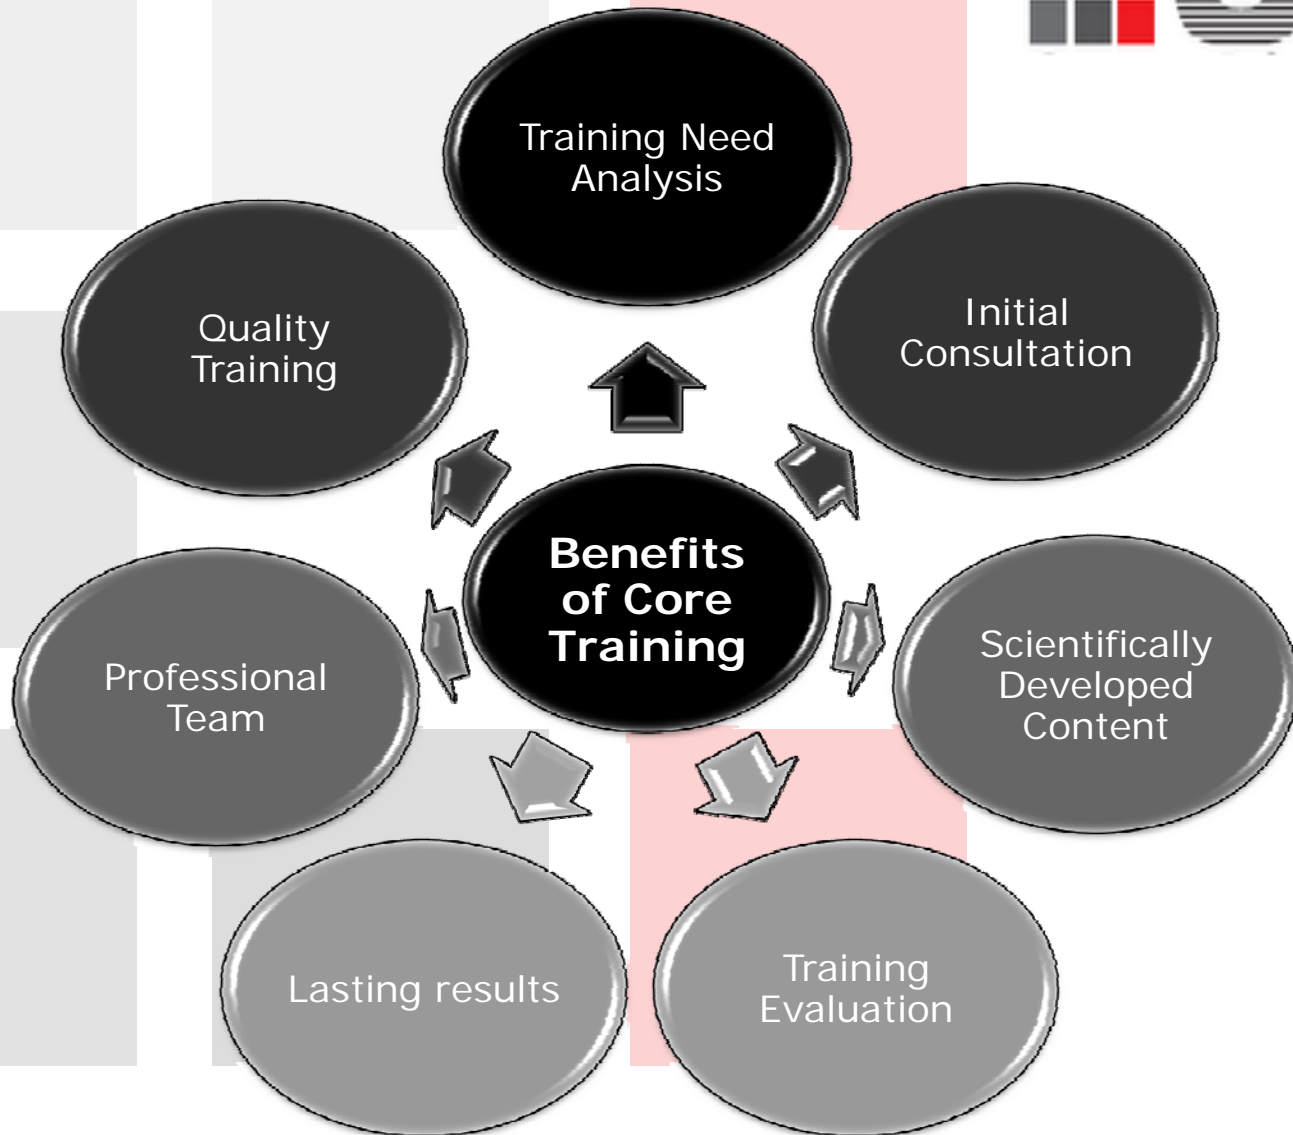 Training Need
Analysis
Initial
Consultation
Quality
Training
Benefits
of Core
Training
Scientifically
Developed
Content
Professional
Team
Training
Evaluation
Lasting results